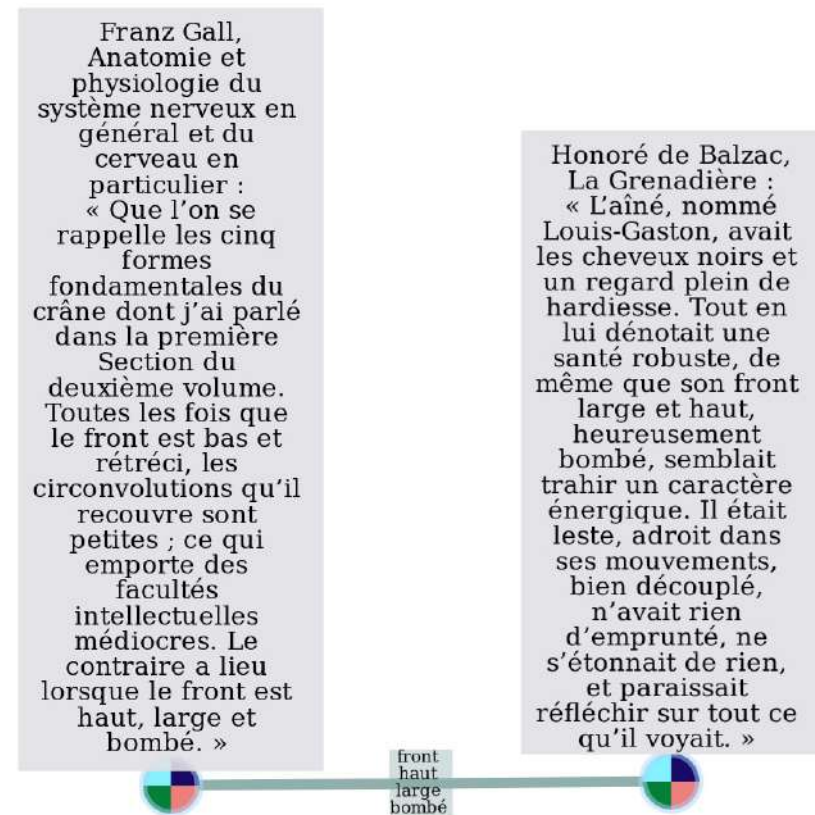 Franz Gall,
Anatomie et
physiologie du
système nerveux en
général et du
cerveau en
particulier :
« Que l’on se
rappelle les cinq
formes
fondamentales du
crâne dont j’ai parlé
dans la première
Section du
deuxième volume.
Toutes les fois que
le front est bas et
rétréci, les
circonvolutions qu’il
recouvre sont
petites ; ce qui
emporte des
facultés
intellectuelles
médiocres. Le
contraire a lieu
lorsque le front est
haut, large et
bombé. »
Honoré de Balzac,
La Grenadière :
« L’aîné, nommé
Louis-Gaston, avait
les cheveux noirs et
un regard plein de
hardiesse. Tout en
lui dénotait une
santé robuste, de
même que son front
large et haut,
heureusement
bombé, semblait
trahir un caractère
énergique. Il était
leste, adroit dans
ses mouvements,
bien découplé,
n’avait rien
d’emprunté, ne
s’étonnait de rien,
et paraissait
réfléchir sur tout ce
qu’il voyait. »
front
haut
large
bombé